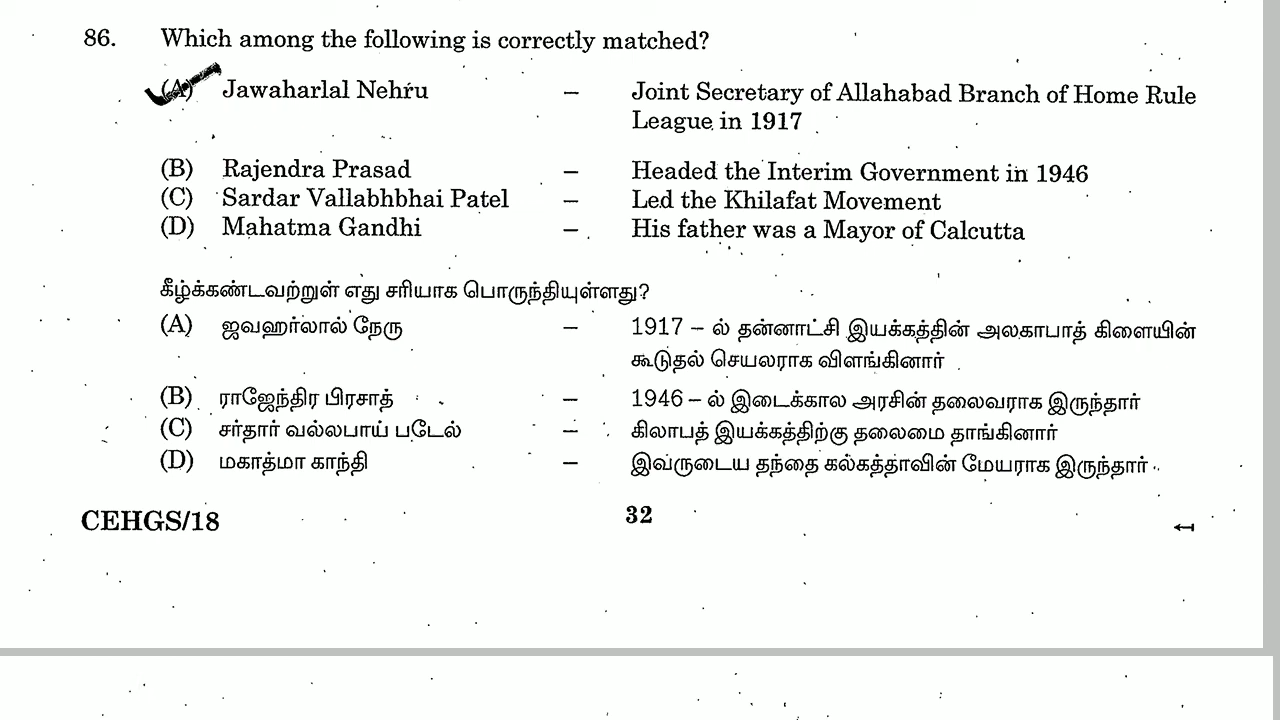 86. Which among the following is correctly matched?
(A) Jawaharlal Nehru – Joint Secretary of Allahabad Branch of Home Rule
League in 1917
(B) Rajendra Prasad – Headed the Interim Government in 1946
(C) Sardar Vallabhbhai Patel – Led the Khilafat Movement
(D) Mahatma Gandhi – His father was a Mayor of Calcutta
கீழ்க்கண்டவற்றுள் எது சரியாக பொருந்தியுள்ளது?
(A) ஜவஹர்லால் நேரு – 1917 – ல் தன்னாட்சி இயக்கத்தின் அலகாபாத் கிளையின்
கூடுதல் செயலராக விளங்கினார்
(B) ராஜேந்திர பிரசாத் – 1946 – ல் இடைக்கால அரசின் தலைவராக இருந்தார்
(C) சர்தார் வல்லபாய் படேல் – கிலாபத் இயக்கத்திற்கு தலைமை தாங்கினார்
(D) மகாத்மா காந்தி – இவருடைய தந்தை கல்கத்தாவின் மேயராக இருந்தார்
CEHGS/18 32